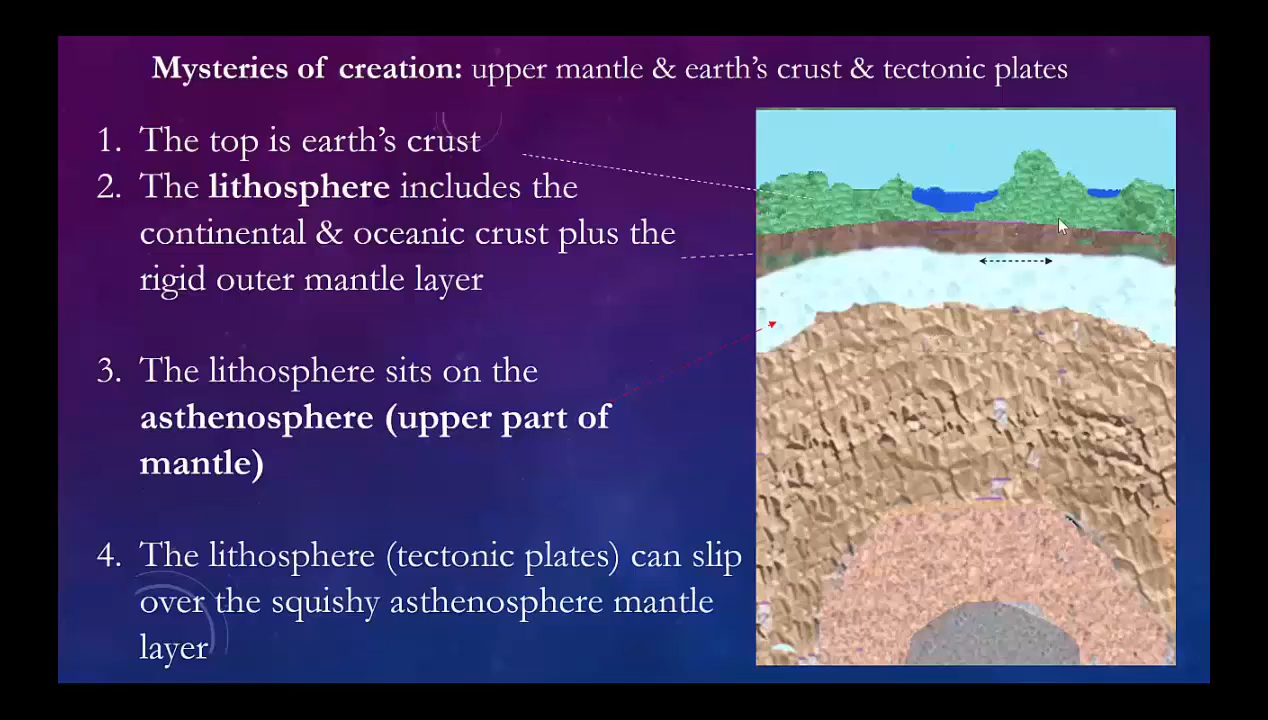 Mysteries of creation: upper mantle & earth's crust & tectonic plates
1. The top is earth's crust
2. The lithosphere includes the
continental & oceanic crust plus the
rigid outer mantle layer
3. The lithosphere sits on the
asthenosphere (upper part of
mantle)
4. The lithosphere (tectonic plates) can slip
over the squishy asthenosphere mantle
layer